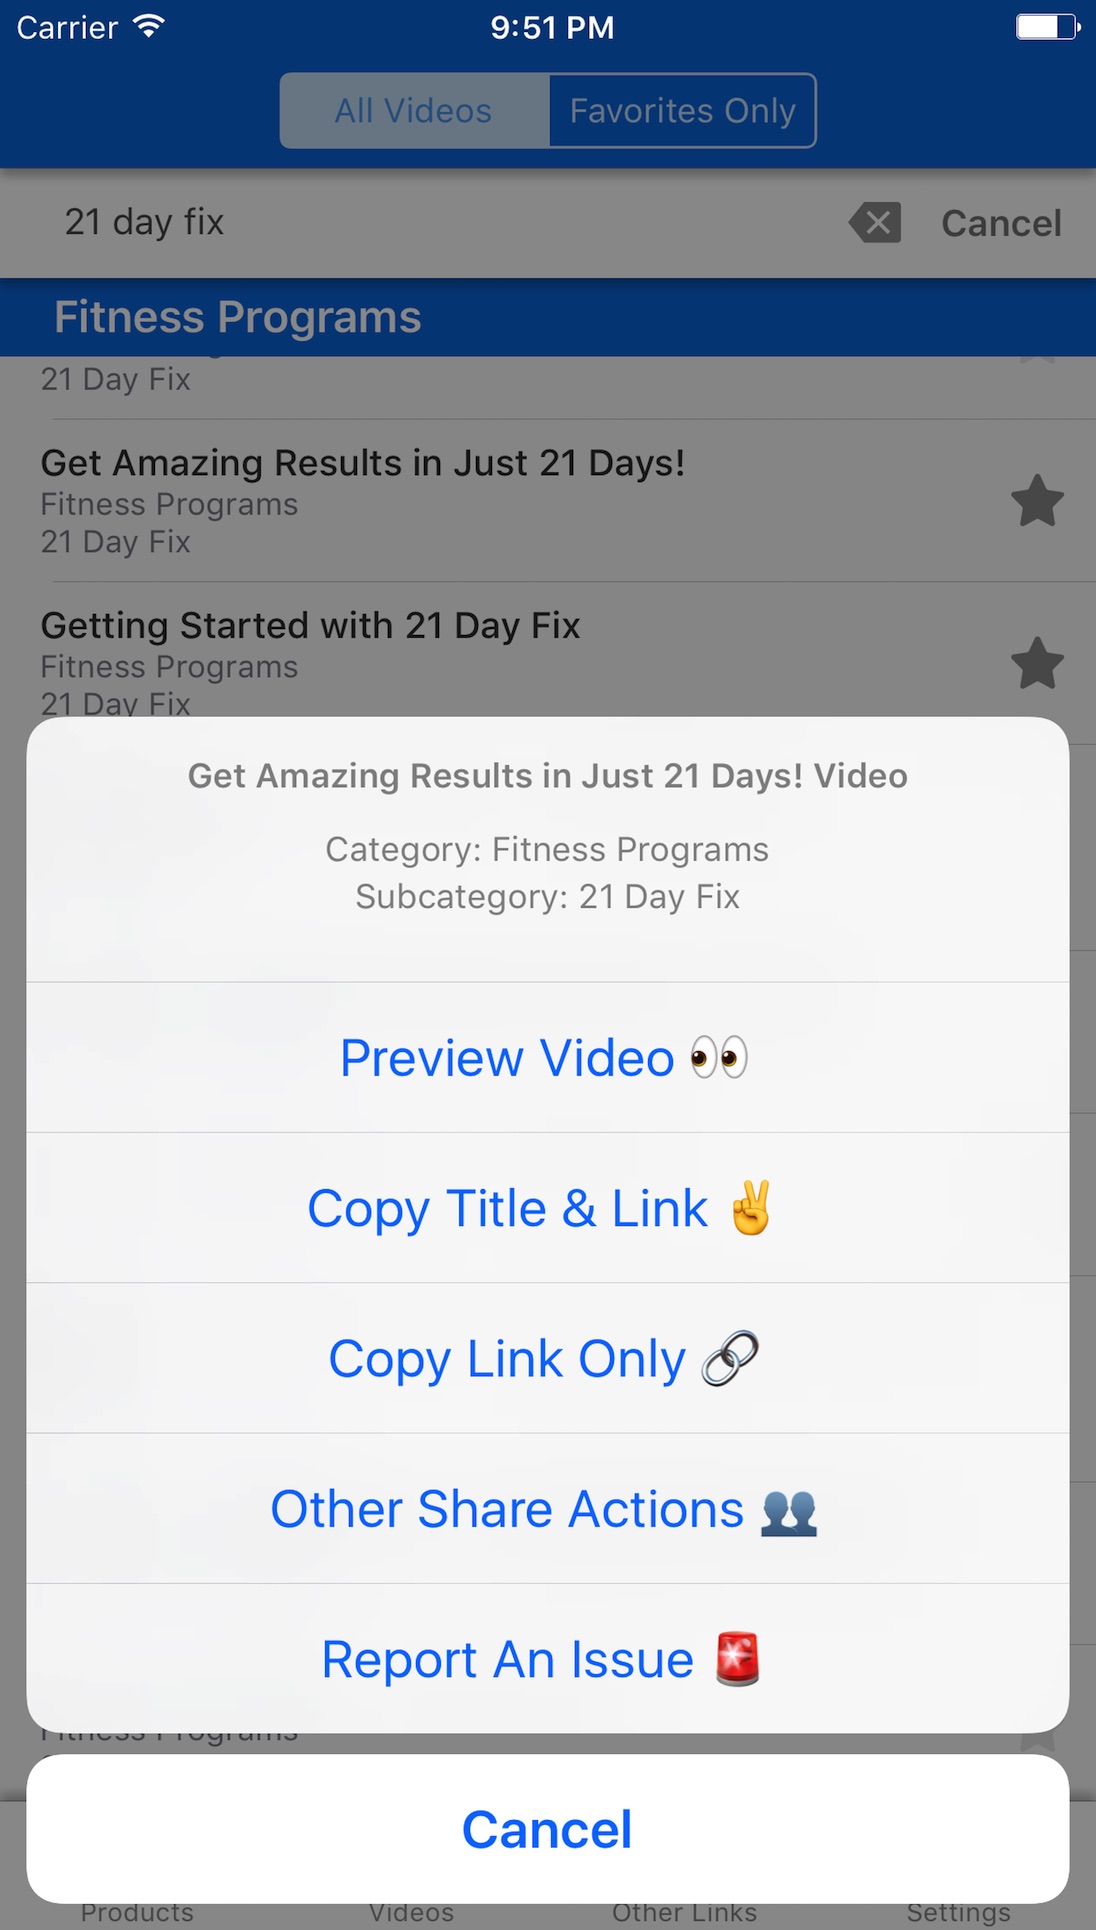 Carrier 9:51 PM
All Videos Favorites Only
21 day fix Cancel
Fitness Programs
21 Day Fix
Get Amazing Results in Just 21 Days!
Fitness Programs
21 Day Fix
Getting Started with 21 Day Fix
Fitness Programs
21 Day Fix
Get Amazing Results in Just 21 Days! Video
Category: Fitness Programs
Subcategory: 21 Day Fix
Preview Video 👀
Copy Title & Link ✌️
Copy Link Only 🔗
Other Share Actions 👥
Report An Issue 🚨
Fitness Programs
Cancel
Products Videos Other Links Settings